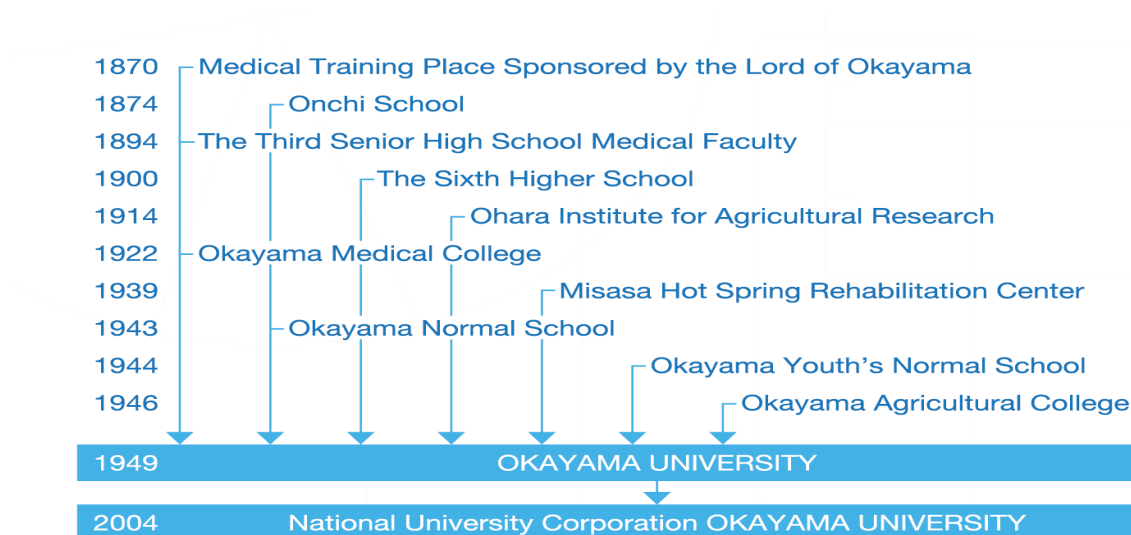 1870 Medical Training Place Sponsored by the Lord of Okayama
1874 Onchi School
1894 The Third Senior High School Medical Faculty
1900 The Sixth Higher School
1914 Ohara Institute for Agricultural Research
1922 Okayama Medical College
1939 Misasa Hot Spring Rehabilitation Center
1943 Okayama Normal School
1944 Okayama Youth’s Normal School
1946 Okayama Agricultural College
1949 OKAYAMA UNIVERSITY
2004 National University Corporation OKAYAMA UNIVERSITY